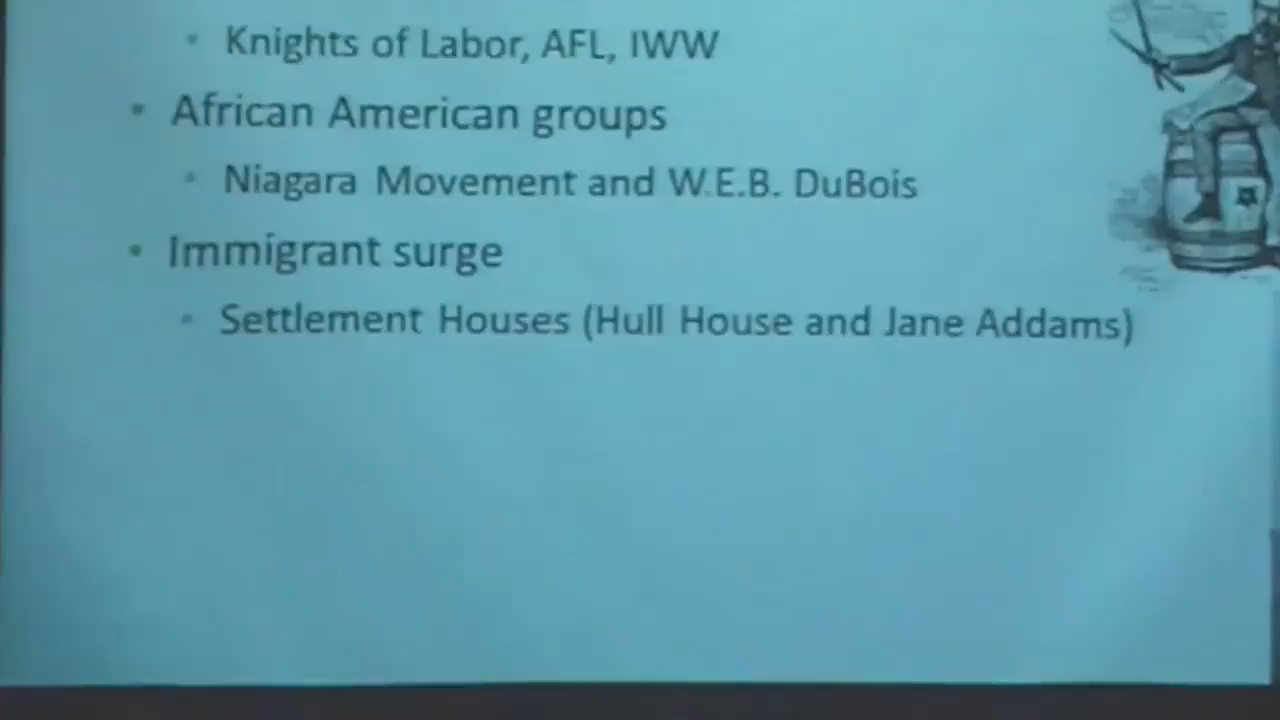 • Knights of Labor, AFL, IWW
• African American groups
• Niagara Movement and W.E.B. DuBois
• Immigrant surge
• Settlement Houses (Hull House and Jane Addams)